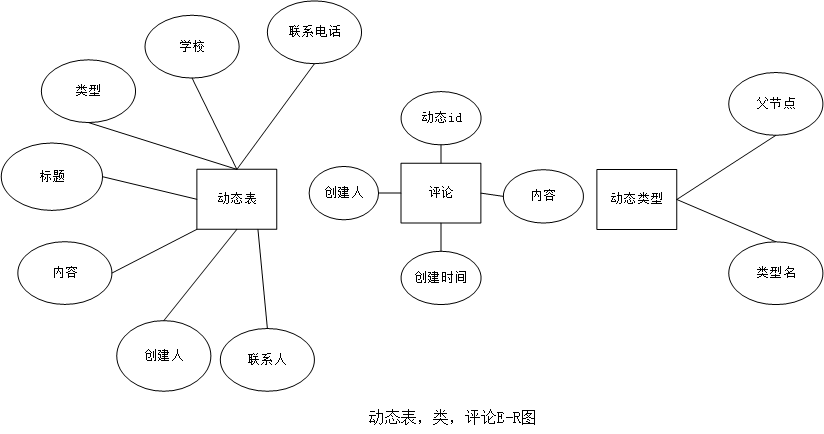 联系电话
学校
类型
父节点
动态id
标题
动态表
创建人
评论
内容
动态类型
内容
创建时间
类型名
创建人
联系人
动态表，类，评论E-R图